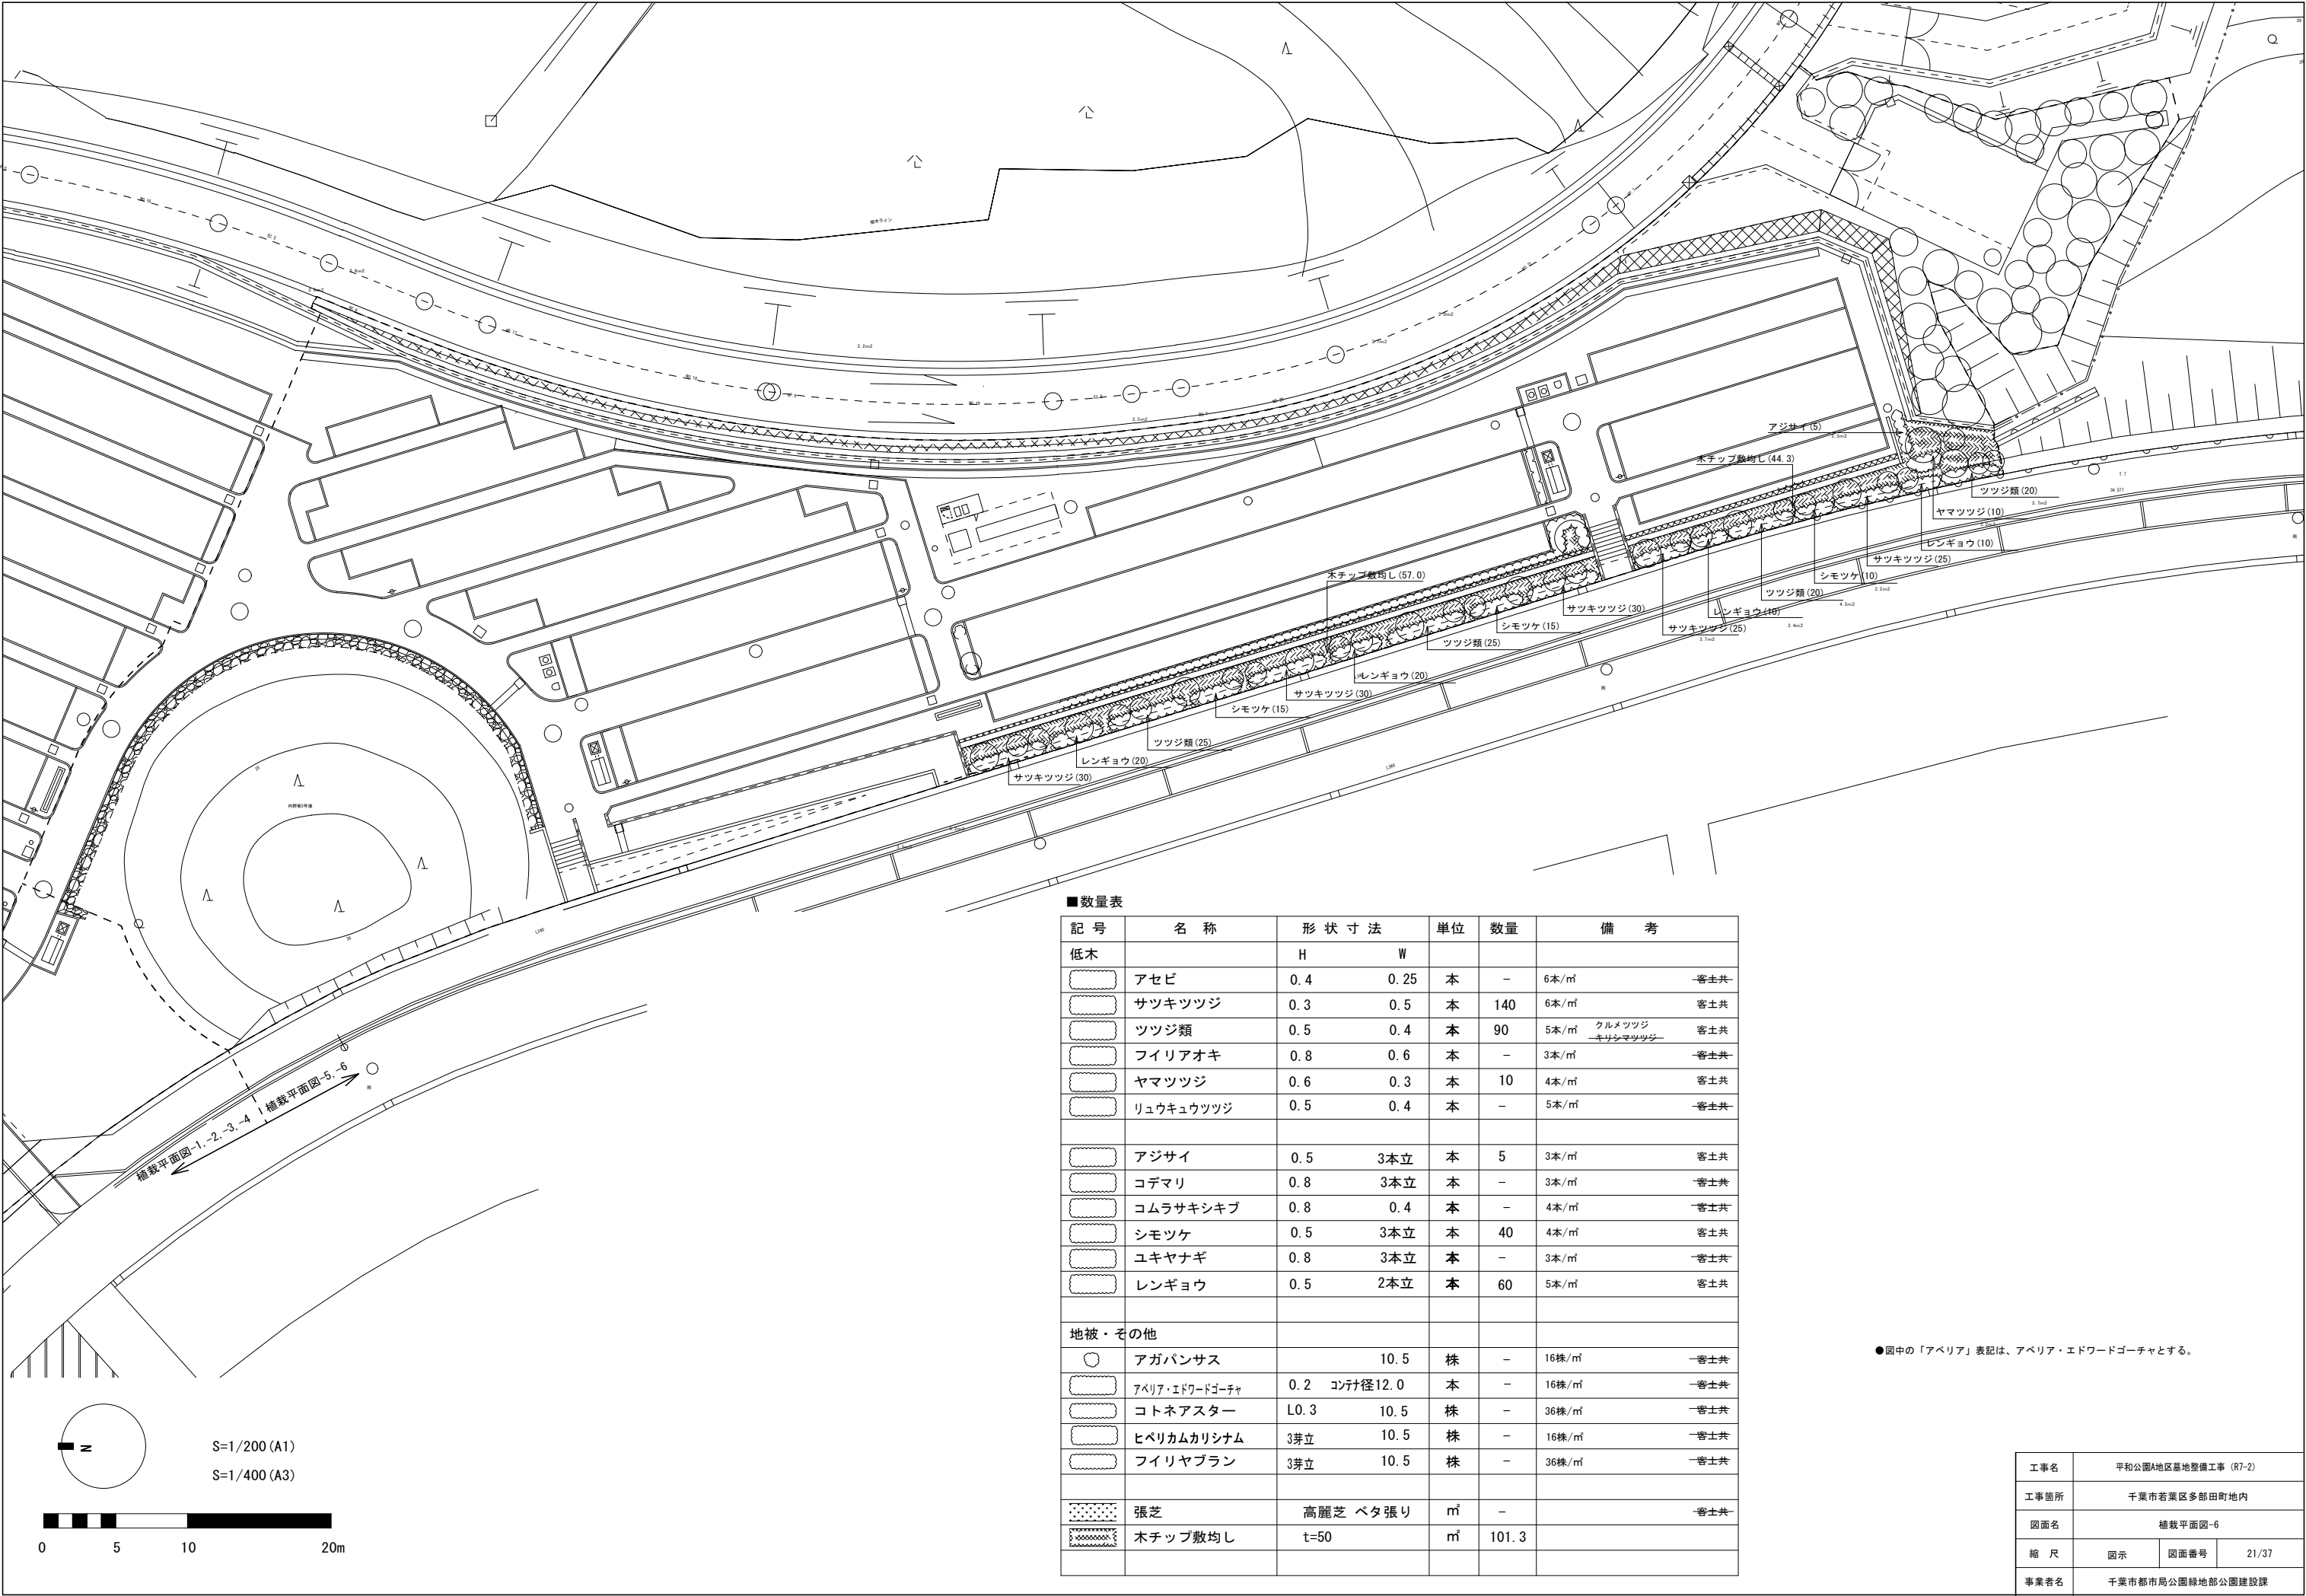 アジサイ(5)
木チップ敷均し(44.3)
ツツジ類(20)
ヤマツツジ(10)
レンギョウ(10)
サツキツツジ(25)
シモツケ(10)
ツツジ類(20)
レンギョウ(10)
サツキツツジ(25)
木チップ敷均し(57.0)
サツキツツジ(30)
シモツケ(15)
ツツジ類(25)
レンギョウ(20)
サツキツツジ(30)
シモツケ(15)
ツツジ類(25)
レンギョウ(20)
サツキツツジ(30)
植栽平面図-5,-6
植栽平面図-1,-2,-3,-4
■数量表
記 号 名 称 形 状 寸 法 単位 数量 備 考
低木 H W
アセビ 0.4 0.25 本 - 6本/㎡ 客土共
サツキツツジ 0.3 0.5 本 140 6本/㎡ 客土共
ツツジ類 0.5 0.4 本 90 5本/㎡ クルメツツジ キリシマツツジ 客土共
フイリアオキ 0.8 0.6 本 - 3本/㎡ 客土共
ヤマツツジ 0.6 0.3 本 10 4本/㎡ 客土共
リュウキュウツツジ 0.5 0.4 本 - 5本/㎡ 客土共
アジサイ 0.5 3本立 本 5 3本/㎡ 客土共
コデマリ 0.8 3本立 本 - 3本/㎡ 客土共
コムラサキシキブ 0.8 0.4 本 - 4本/㎡ 客土共
シモツケ 0.5 3本立 本 40 4本/㎡ 客土共
ユキヤナギ 0.8 3本立 本 - 3本/㎡ 客土共
レンギョウ 0.5 2本立 本 60 5本/㎡ 客土共
地被・その他
アガパンサス 10.5 株 - 16株/㎡ 客土共
アベリア・エドワードゴーチャ 0.2 コンテナ径12.0 本 - 16株/㎡ 客土共
コトネアスター L0.3 10.5 株 - 36株/㎡ 客土共
ヒペリカムカリシナム 3芽立 10.5 株 - 16株/㎡ 客土共
フイリヤブラン 3芽立 10.5 株 - 36株/㎡ 客土共
張芝 高麗芝 ベタ張り ㎡ - 客土共
木チップ敷均し t=50 ㎡ 101.3
●図中の「アベリア」表記は、アベリア・エドワードゴーチャとする。
N
S=1/200(A1)
S=1/400(A3)
0 5 10 20m
工事名 平和公園A地区墓地整備工事（R7-2）
工事箇所 千葉市若葉区多部田町地内
図面名 植栽平面図-6
縮 尺 図示 図面番号 21/37
事業者名 千葉市都市局公園緑地部公園建設課